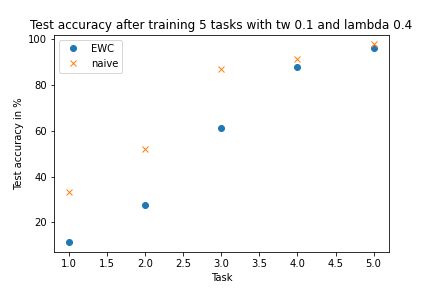 Test accuracy after training 5 tasks with tw 0.1 and lambda 0.4
EWC
naive
100
80
60
40
20
Test accuracy in %
1.0 1.5 2.0 2.5 3.0 3.5 4.0 4.5 5.0
Task